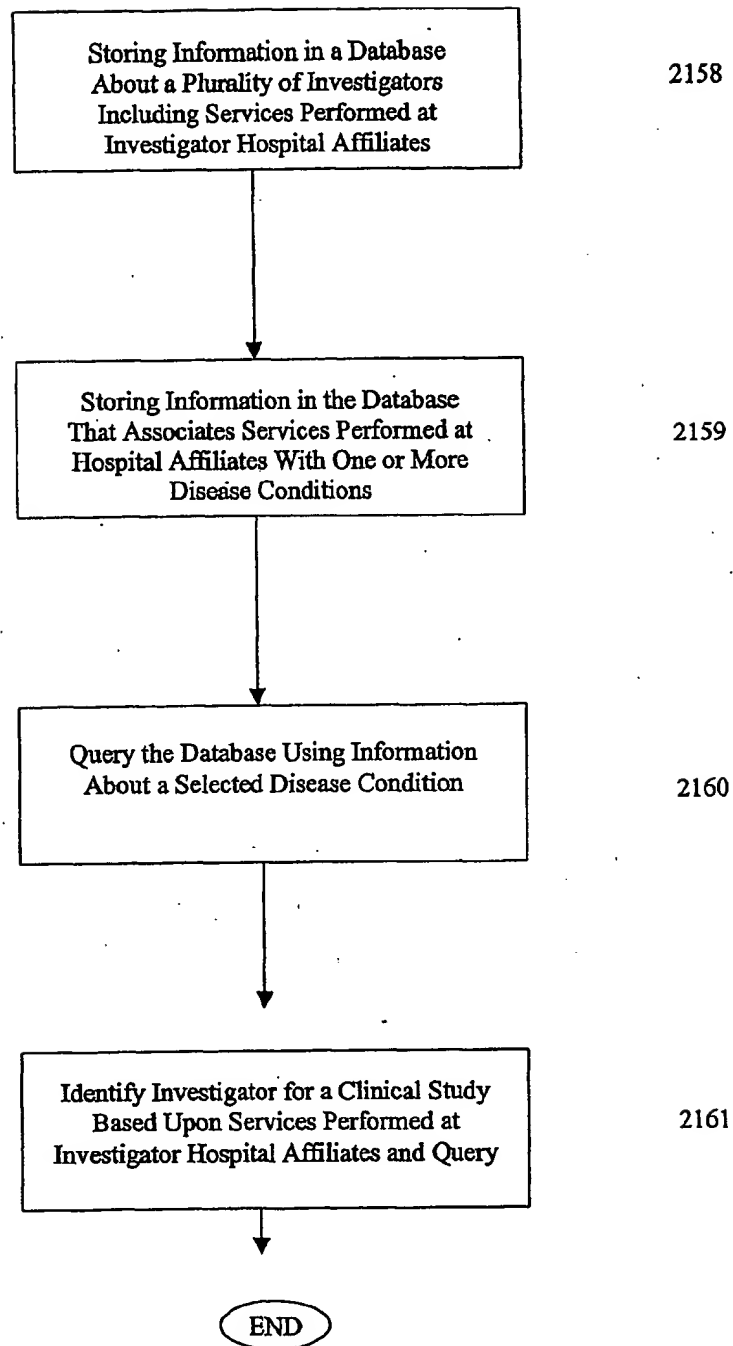 Storing Information in a Database
About a Plurality of Investigators
Including Services Performed at
Investigator Hospital Affiliates
2158
Storing Information in the Database
That Associates Services Performed at
Hospital Affiliates With One or More
Disease Conditions
2159
Query the Database Using Information
About a Selected Disease Condition
2160
Identify Investigator for a Clinical Study
Based Upon Services Performed at
Investigator Hospital Affiliates and Query
2161
END